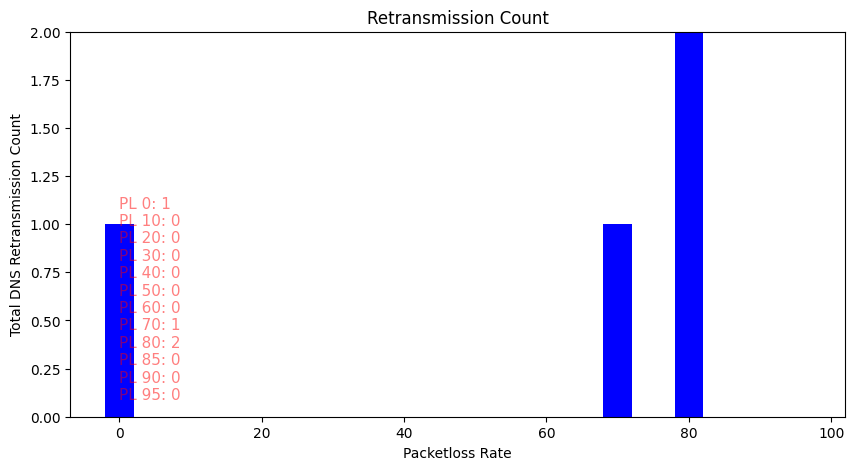 Retransmission Count
2.00
1.75
1.50
1.25
1.00
0.75
0.50
0.25
0.00
Total DNS Retransmission Count
PL 0: 1
PL 10: 0
PL 20: 0
PL 30: 0
PL 40: 0
PL 50: 0
PL 60: 0
PL 70: 1
PL 80: 2
PL 85: 0
PL 90: 0
PL 95: 0
0 20 40 60 80 100
Packetloss Rate